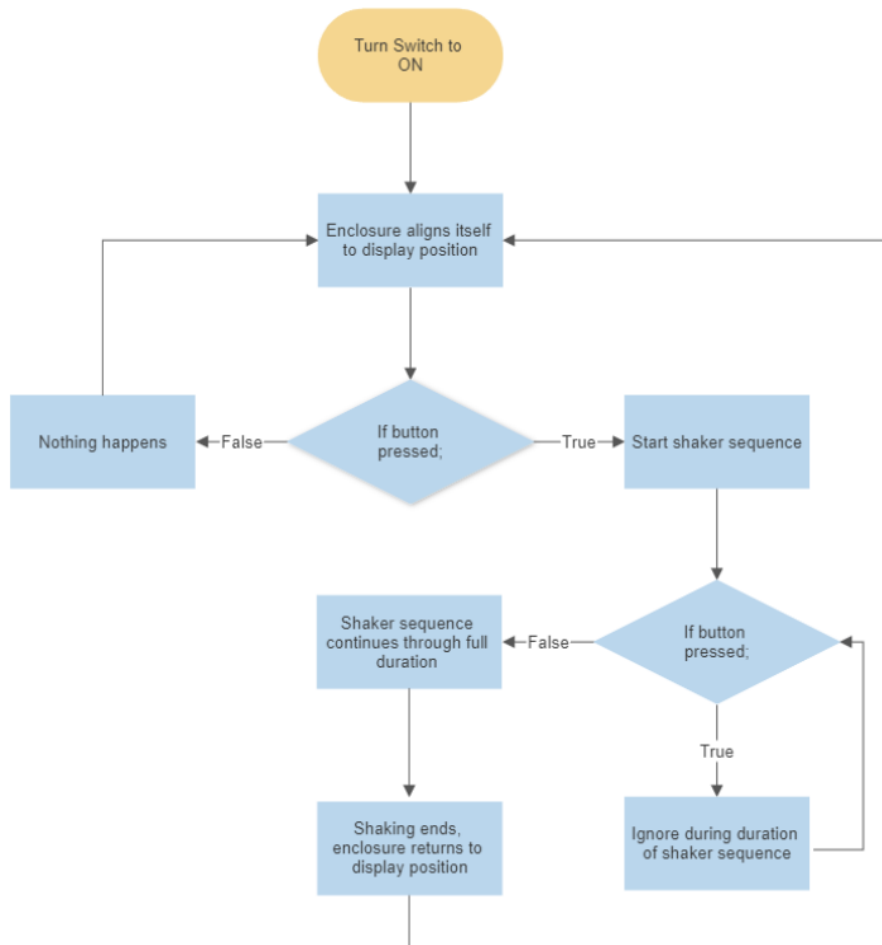 Turn Switch to
ON
Enclosure aligns itself
to display position
Nothing happens
False
If button
pressed;
True
Start shaker sequence
Shaker sequence
continues through full
duration
False
If button
pressed;
True
Shaking ends,
enclosure returns to
display position
Ignore during duration
of shaker sequence